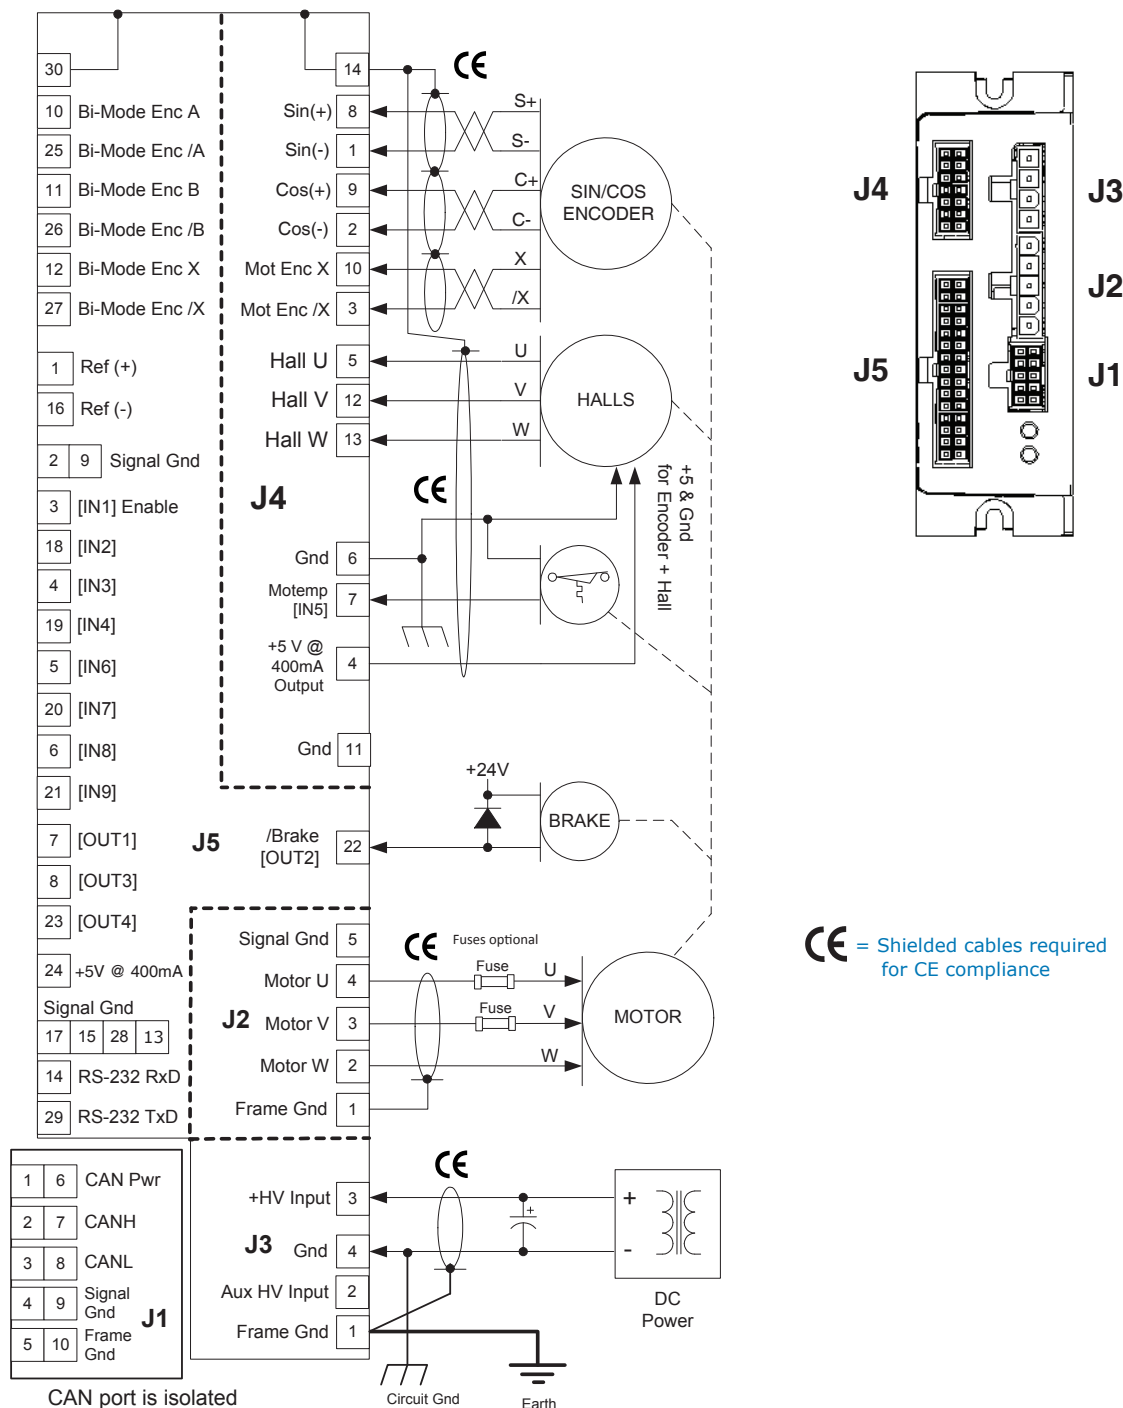 30
14
CE
10 Bi-Mode Enc A
Sin(+) 8
S+
25 Bi-Mode Enc /A
Sin(-) 1
S-
11 Bi-Mode Enc B
Cos(+) 9
C+
26 Bi-Mode Enc /B
Cos(-) 2
C-
12 Bi-Mode Enc X
Mot Enc X 10
X
27 Bi-Mode Enc /X
Mot Enc /X 3
/X
SIN/COS
ENCODER
1 Ref (+)
16 Ref (-)
Hall U 5
U
Hall V 12
V
Hall W 13
W
HALLS
2 9 Signal Gnd
3 [IN1] Enable
18 [IN2]
4 [IN3]
19 [IN4]
5 [IN6]
20 [IN7]
6 [IN8]
21 [IN9]
J4
CE
Gnd 6
Motemp
[IN5]
7
+5 V @
400mA
Output
4
Gnd 11
+5 & Gnd
for Encoder + Hall
7 [OUT1]
8 [OUT3]
23 [OUT4]
J5
/Brake
[OUT2]
22
+24V
BRAKE
24 +5V @ 400mA
Signal Gnd
17 15 28 13
14 RS-232 RxD
29 RS-232 TxD
Signal Gnd 5
CE
Fuses optional
Motor U 4
Fuse
U
J2
Motor V 3
Fuse
V
Motor W 2
W
Frame Gnd 1
MOTOR
1 6 CAN Pwr
2 7 CANH
3 8 CANL
4 9 Signal
Gnd
5 10 Frame
Gnd
J1
CAN port is isolated
CE
+HV Input 3
J3
Gnd 4
Aux HV Input 2
Frame Gnd 1
+
+
-
DC
Power
Circuit Gnd
Earth
J4
J3
J2
J5
J1
CE = Shielded cables required
for CE compliance